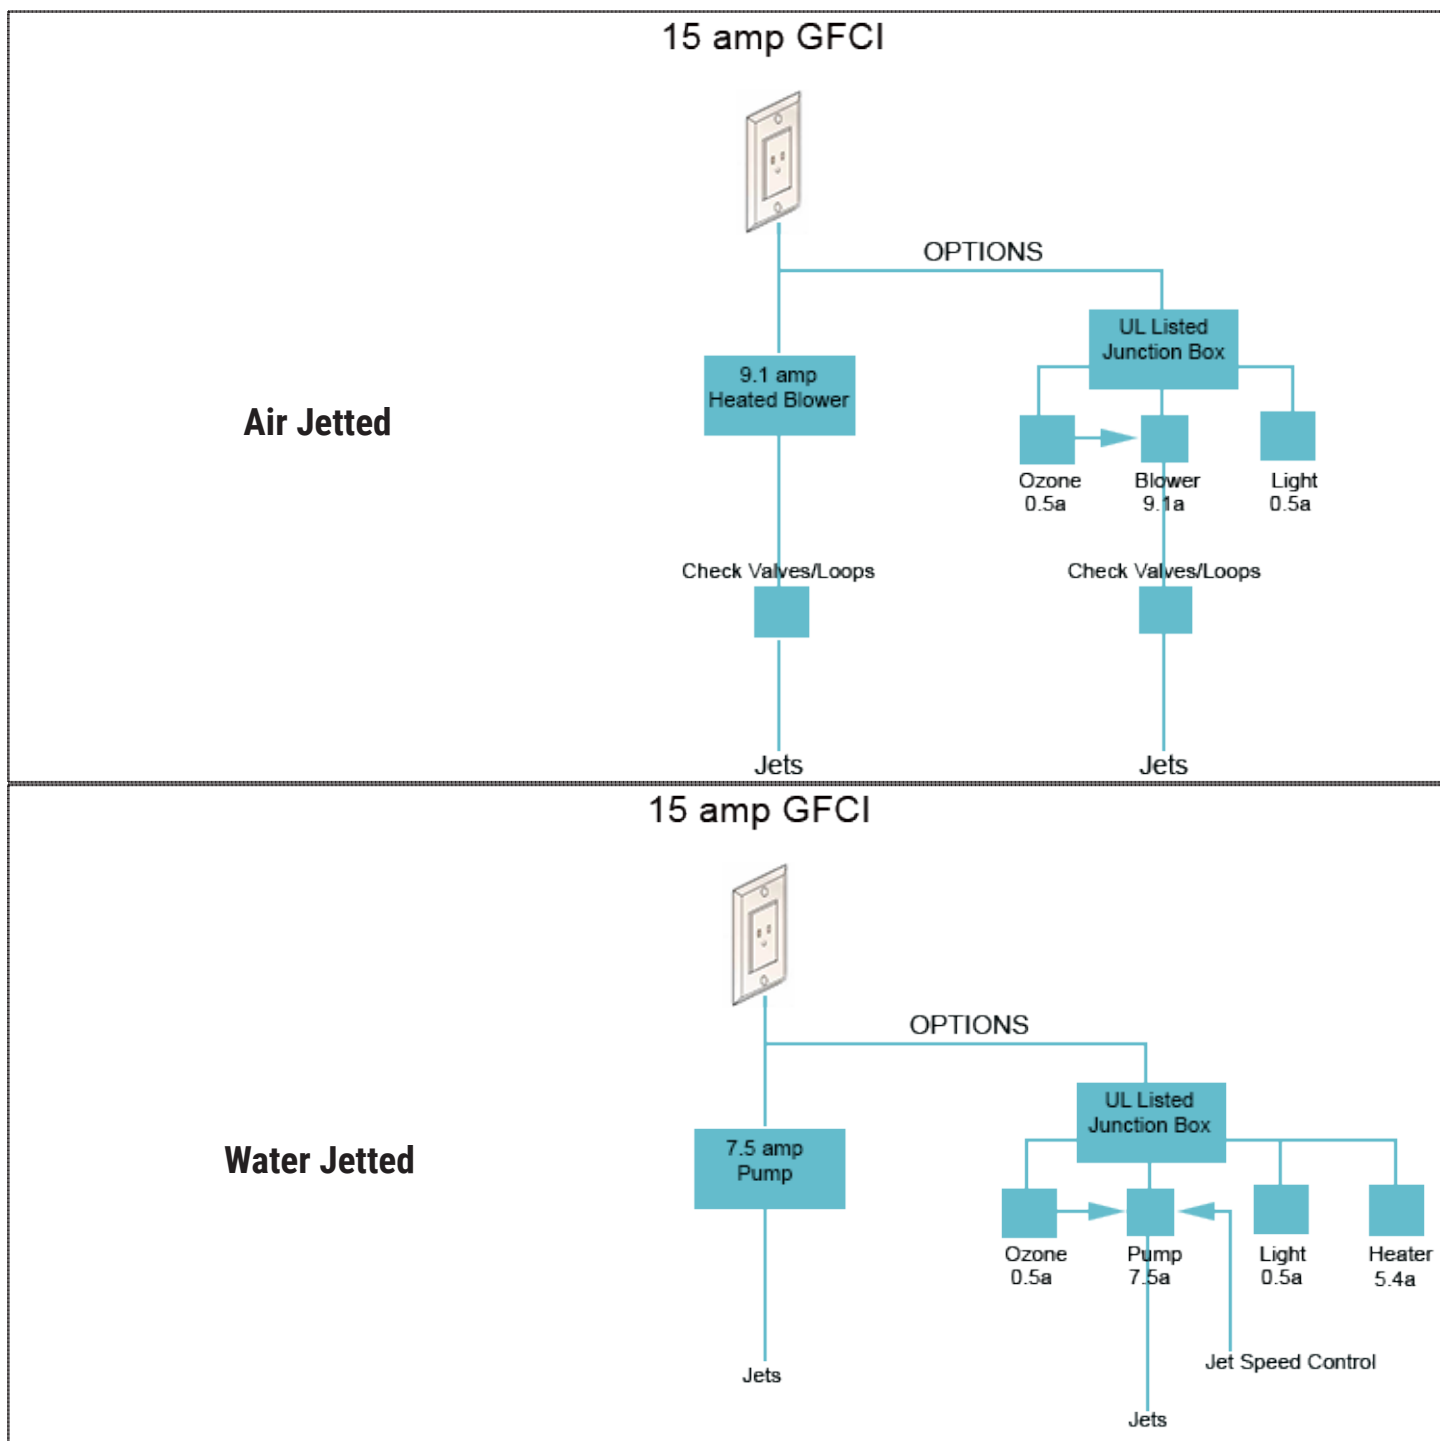 15 amp GFCI
OPTIONS
UL Listed
Junction Box
9.1 amp
Heated Blower
Air Jetted
Ozone
0.5a
Blower
9.1a
Light
0.5a
Check Valves/Loops
Check Valves/Loops
Jets
Jets
15 amp GFCI
OPTIONS
UL Listed
Junction Box
7.5 amp
Pump
Water Jetted
Ozone
0.5a
Pump
7.5a
Light
0.5a
Heater
5.4a
Jet Speed Control
Jets
Jets